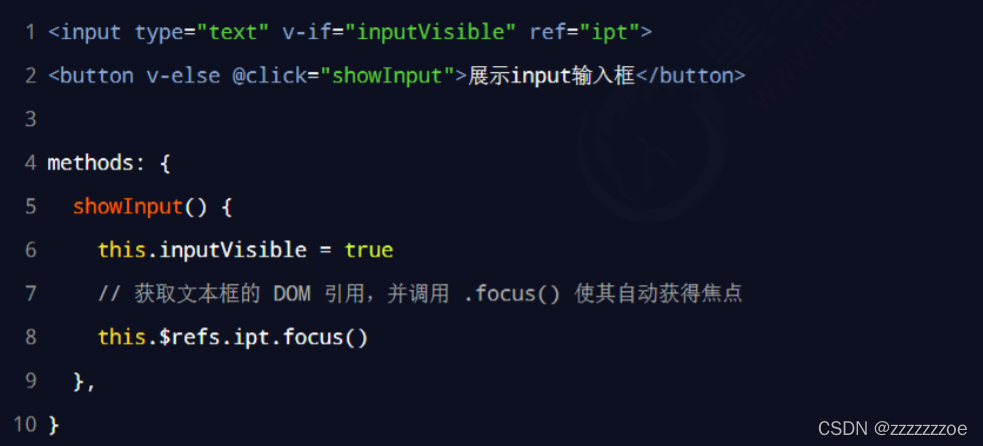 1 <input type="text" v-if="inputVisible" ref="ipt">
2 <button v-else @click="showInput">展示input输入框</button>
3
4 methods: {
5   showInput() {
6     this.inputVisible = true
7     // 获取文本框的 DOM 引用，并调用 .focus() 使其自动获得焦点
8     this.$refs.ipt.focus()
9   },
10 }
CSDN @zzzzzzzoe